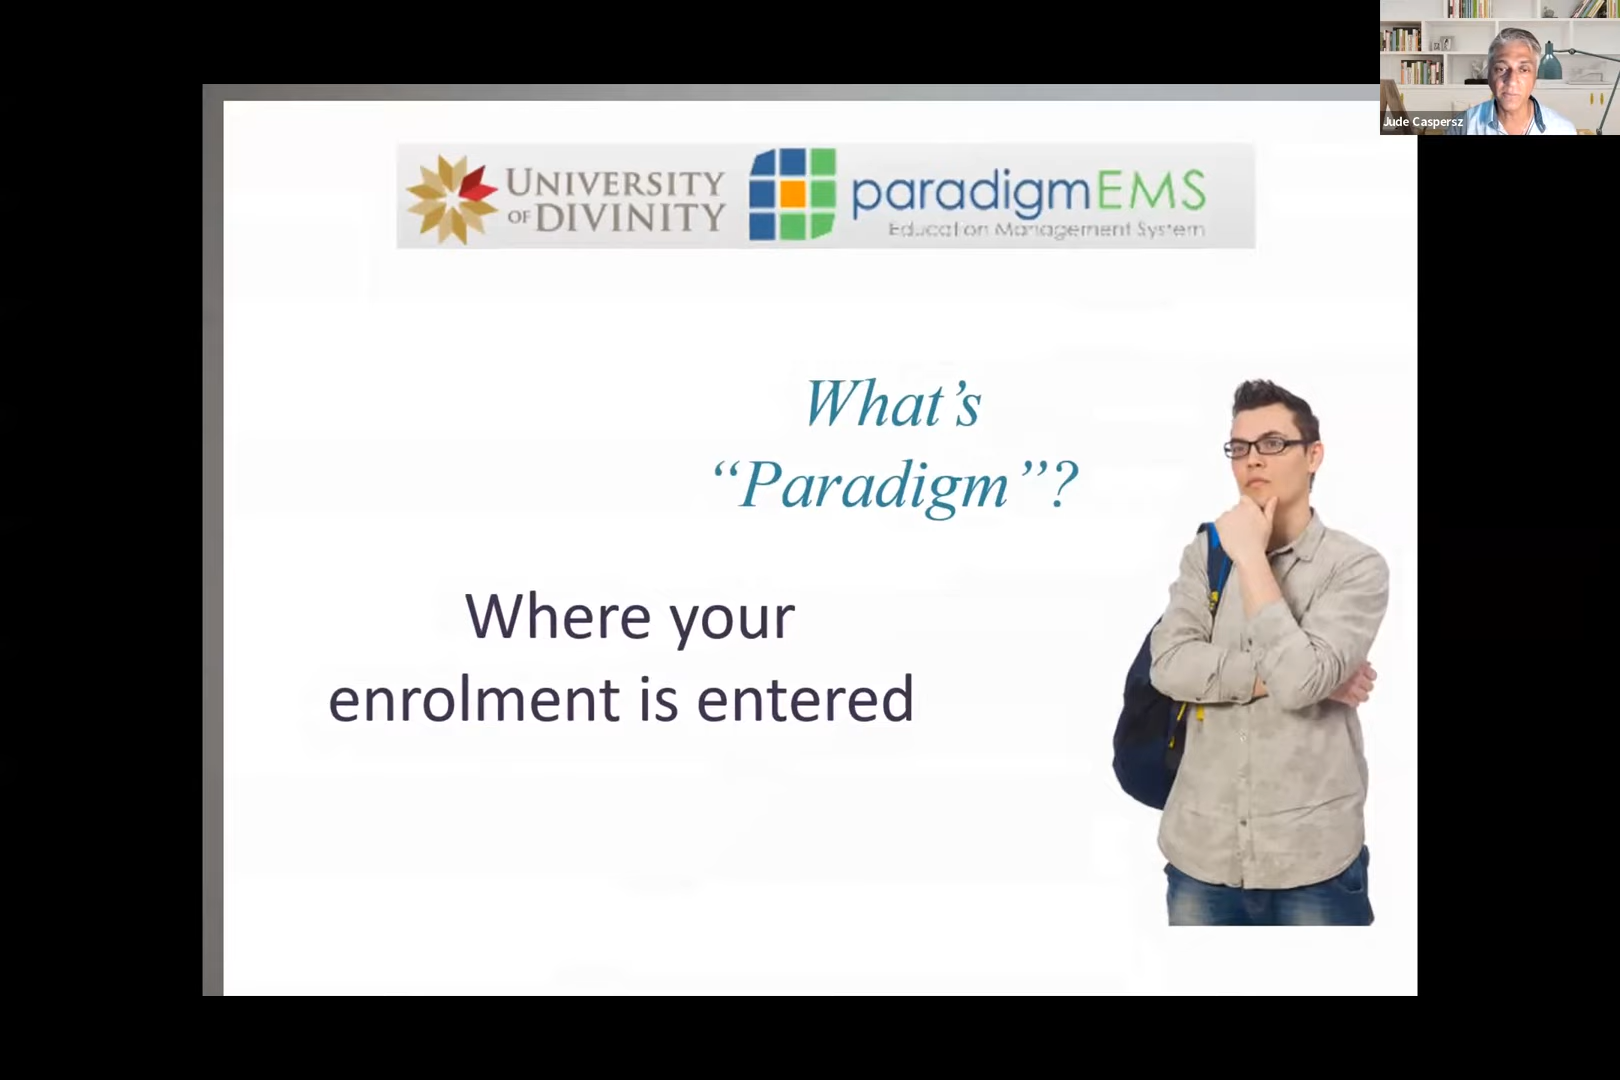 Jude Caspersz
UNIVERSITY
OF DIVINITY
paradigmEMS
Education Management System
What’s
“Paradigm”?
Where your
enrolment is entered